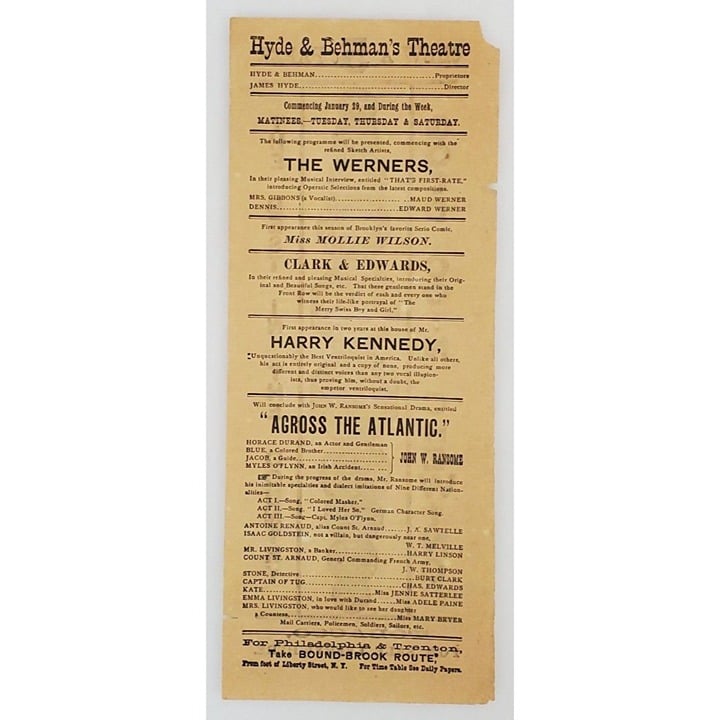 Hyde & Behman's Theatre
HYDE & BEHMAN..............................Proprietors
JAMES HYDE....................................Director
Commencing January 29, and During the Week,
MATINEES.—TUESDAY, THURSDAY & SATURDAY.
The following programme will be presented, commencing with the
refined Sketch Artists,
THE WERNERS,
In their pleasing Musical Interview, entitled "THAT'S FIRST-RATE,"
introducing Operatic Selections from the latest compositions.
MRS. GIBBONS (a Vocalist)..................MAUD WERNER
DENNIS..............................EDWARD WERNER
First appearance this season of Brooklyn's favorite Serio Comic,
Miss MOLLIE WILSON.
CLARK & EDWARDS,
In their refined and pleasing Musical Specialties, introducing their Orig-
inal and Beautiful Songs, etc. That these gentlemen stand in the
Front Row will be the verdict of each and every one who
witness their life-like portrayal of "The
Merry Swiss Boy and Girl,"
First appearance in two years at this house of Mr.
HARRY KENNEDY,
Unquestionably the Best Ventriloquist in America. Unlike all others,
his act is entirely original and a copy of none, producing more
different and distinct voices than any two vocal illusion-
ists, thus proving him, without a doubt, the
emperor ventriloquist.
Will conclude with JOHN W. RANSOME'S Sensational Drama, entitled
"ACROSS THE ATLANTIC."
HORACE DURAND, an Actor and Gentleman
BLUE, a Colored Brother....................
JACOB, a Guide..............................
MYLES O'FLYNN, an Irish Accident........
JOHN W. RANSOME
☞ During the progress of the drama, Mr. Ransome will introduce
his inimitable specialties and dialect imitations of Nine Different Nation-
alities—
ACT I.—Song, "Colored Masher."
ACT II.—Song, "I Loved Her So." German Character Song.
ACT III.—Song—Capt. Myles O'Flynn.
ANTOINE RENAUD, alias Count St. Arnaud.......J. A. SAWTELLE
ISAAC GOLDSTEIN, not a villain, but dangerously near one,
W. T. MELVILLE
MR. LIVINGSTON, a Banker....................HARRY LINSON
COUNT ST. ARNAUD, General Commanding French Army,
J. W. THOMPSON
STONE, Detective..............................BURT CLARK
CAPTAIN OF TUG..............................CHAS. EDWARDS
KATE..............................Miss JENNIE SATTERLEE
EMMA LIVINGSTON, in love with Durand......Miss ADELE PAINE
MRS. LIVINGSTON, who would like to see her daughter
a Countess,..............................Miss MARY BRYER
Mail Carriers, Policemen, Soldiers, Sailors, etc.
For Philadelphia & Trenton,
Take BOUND-BROOK ROUTE,
From foot of Liberty Street, N. Y. For Time Table See Daily Papers.